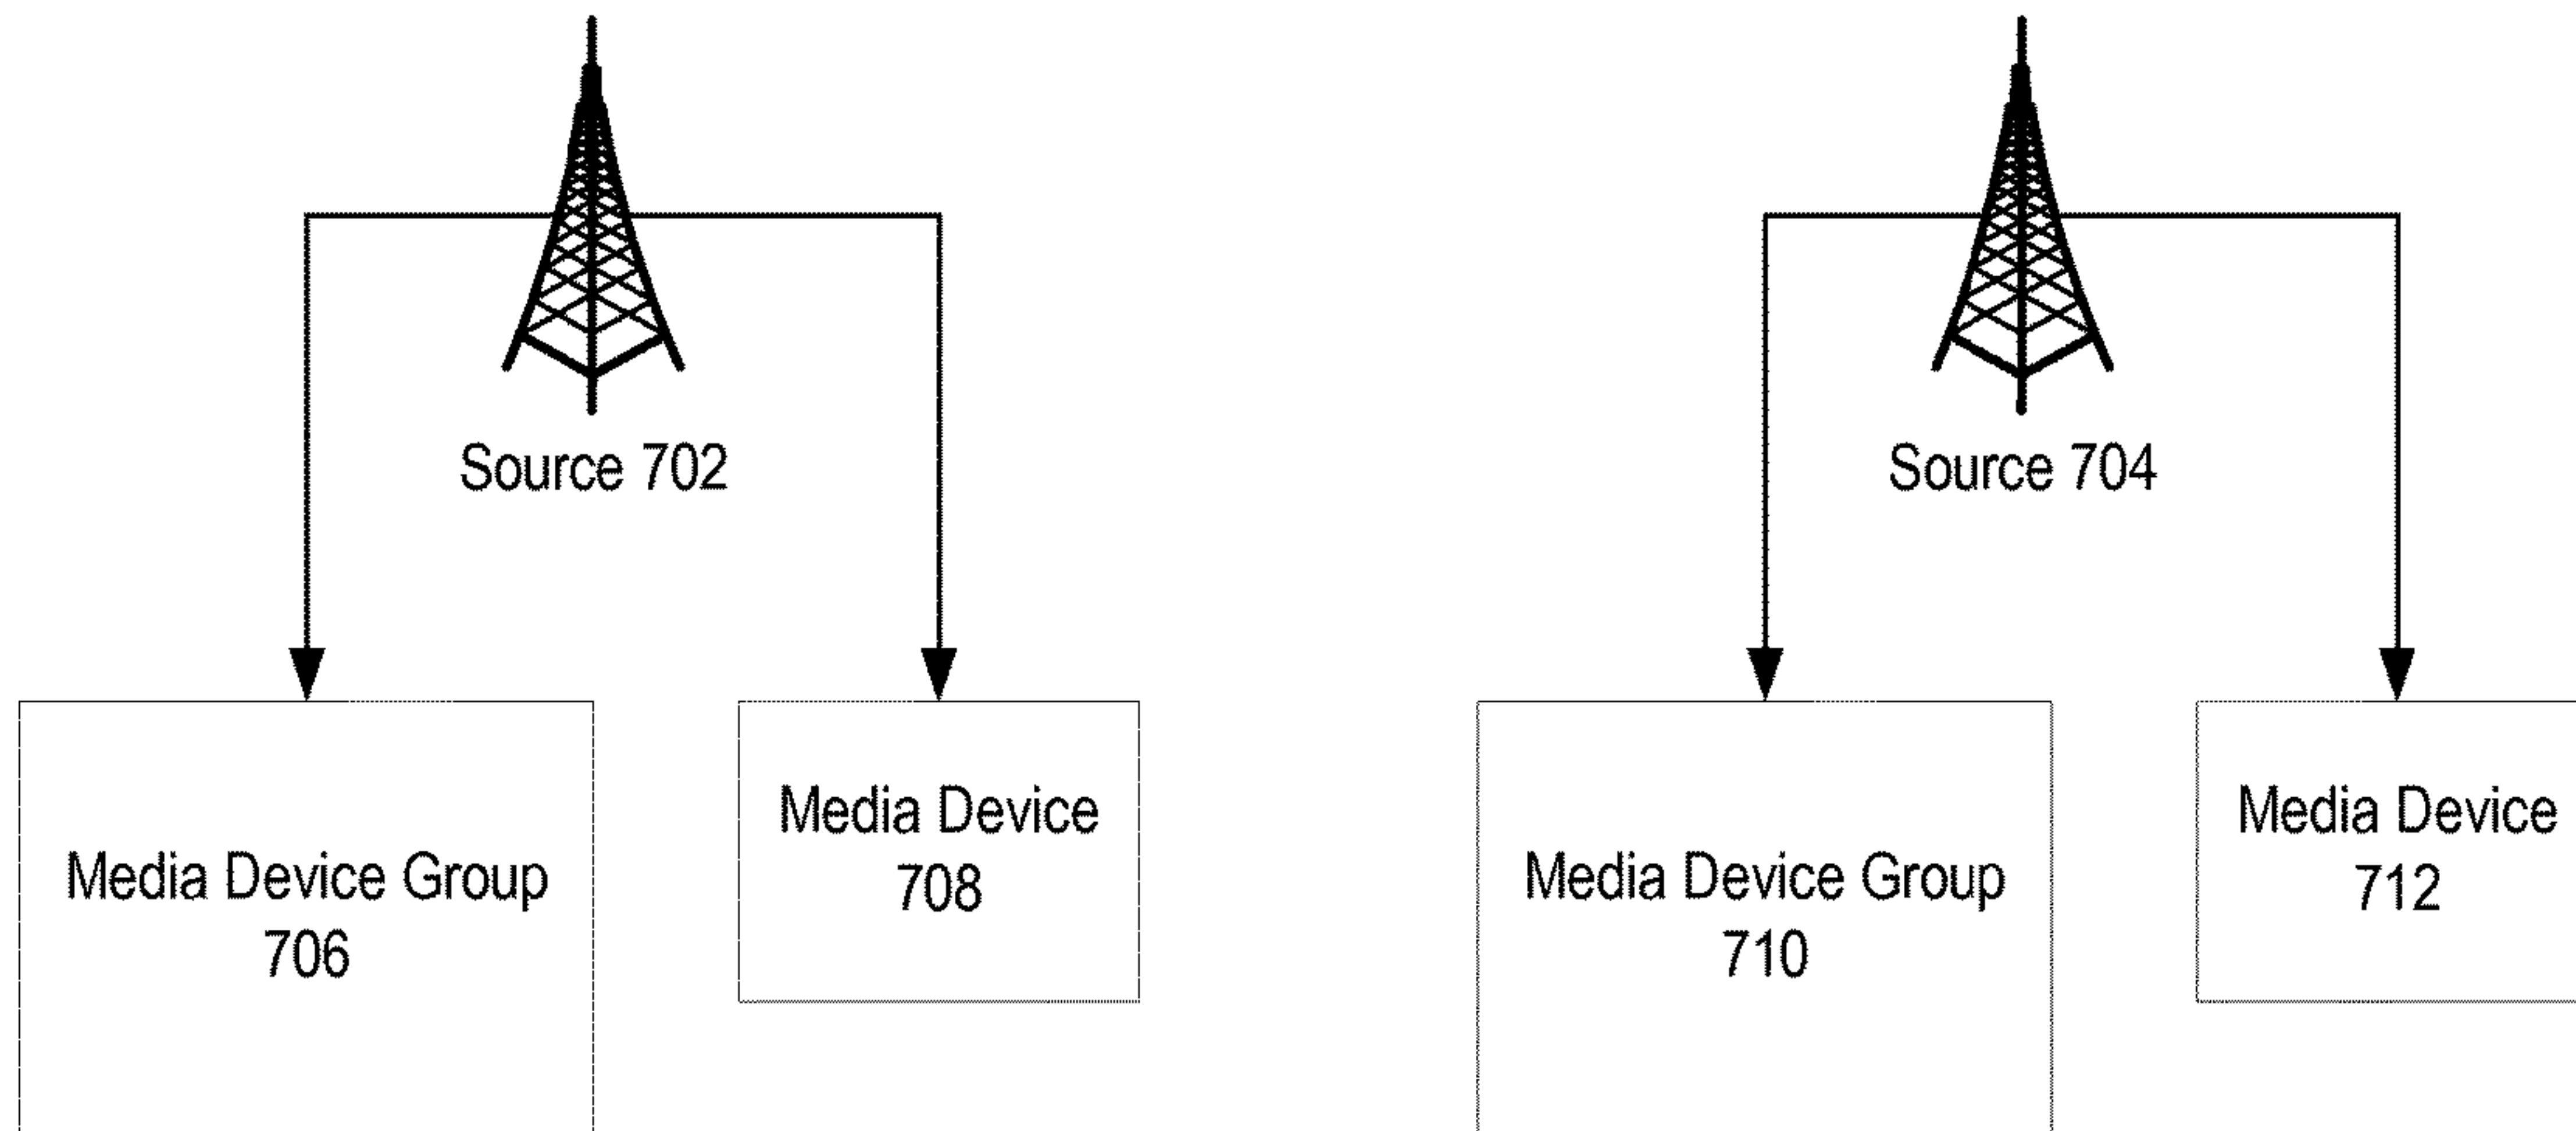 Source 702
Source 704
Media Device Group
706
Media Device
708
Media Device Group
710
Media Device
712